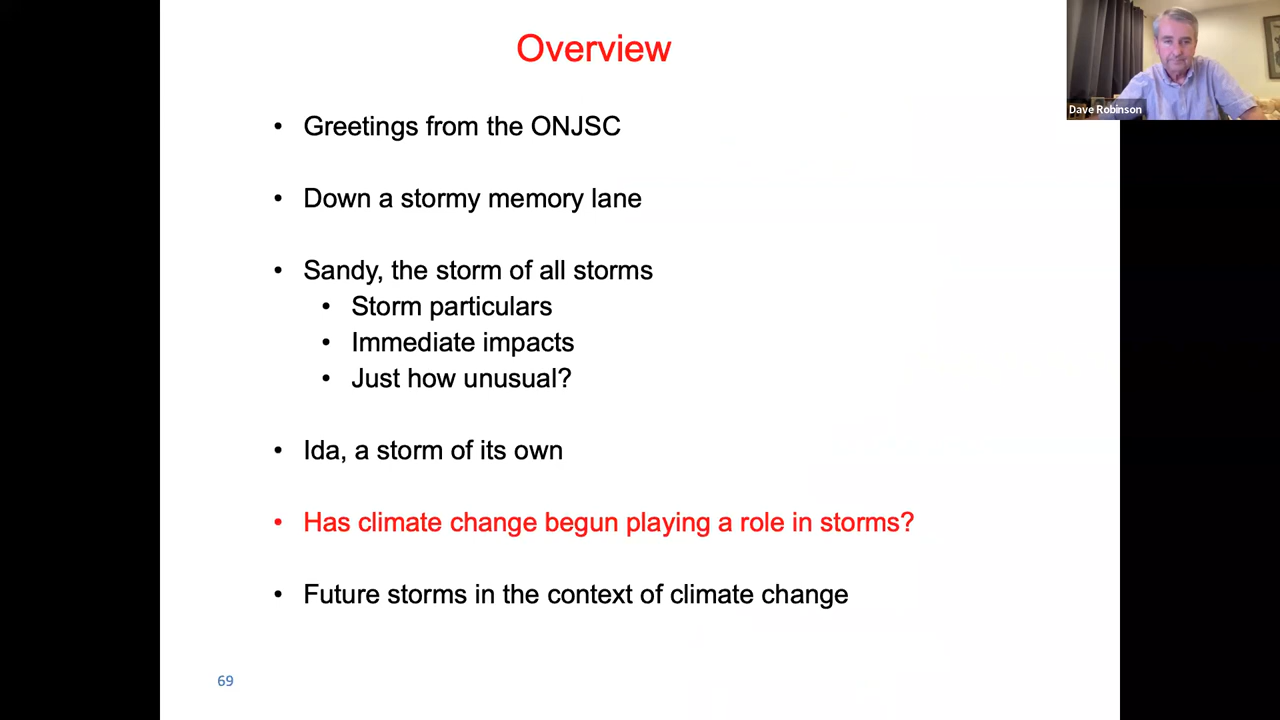 Overview
Dave Robinson
• Greetings from the ONJSC
• Down a stormy memory lane
• Sandy, the storm of all storms
• Storm particulars
• Immediate impacts
• Just how unusual?
• Ida, a storm of its own
• Has climate change begun playing a role in storms?
• Future storms in the context of climate change
69